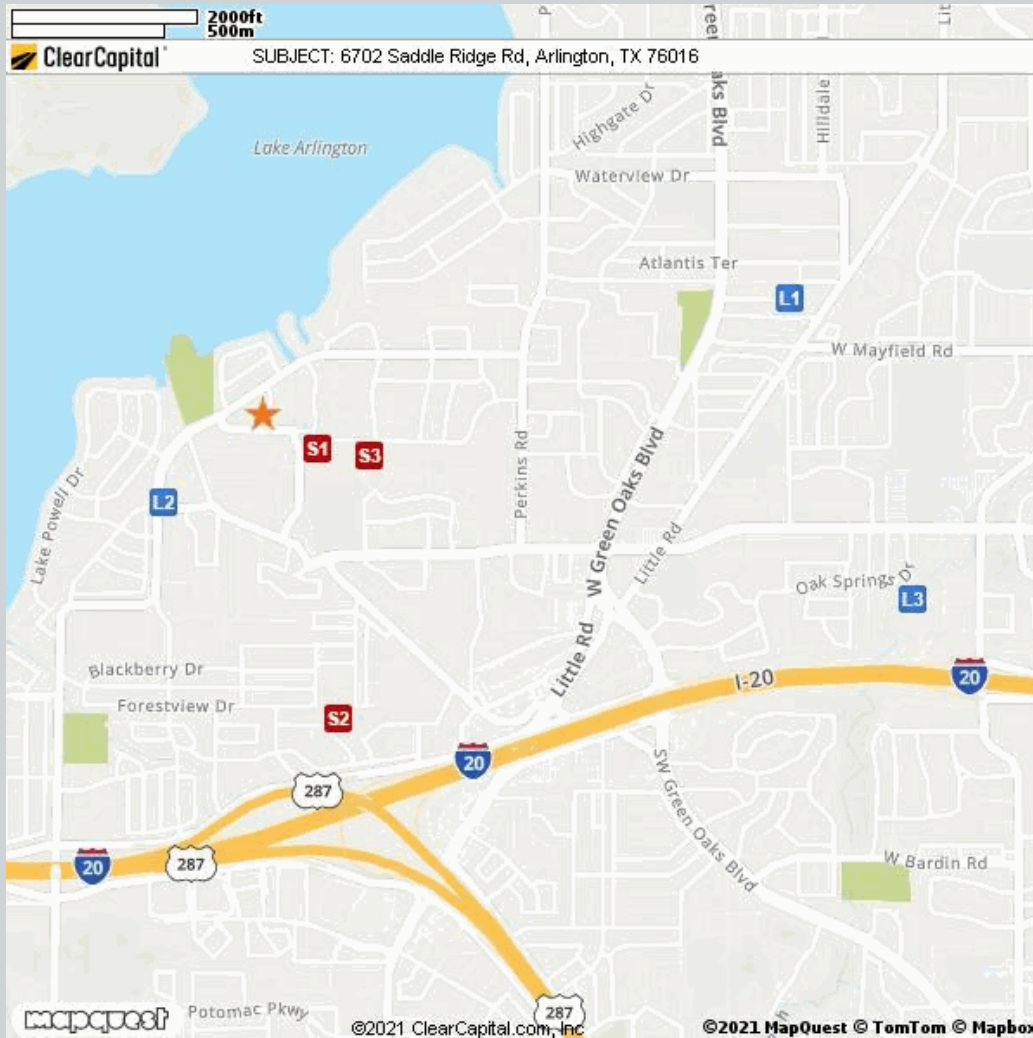 2000ft
500m
ClearCapital
SUBJECT: 6702 Saddle Ridge Rd, Arlington, TX 76016
Highgate Dr
Hilldale
aks Blvd
Lake Arlington
Waterview Dr
Atlantis Ter
L1
W Mayfield Rd
S1
S3
Perkins Rd
W Green Oaks Blvd
L2
Lake Powell Dr
Little Rd
Oak Springs Dr
L3
Blackberry Dr
Little Rd
I-20
20
Forestview Dr
S2
20
287
SW Green Oaks Blvd
287
20
W Bardin Rd
287
mapquest
Potomac Pkwy
©2021 ClearCapital.com, Inc
©2021 MapQuest © TomTom © Mapbox